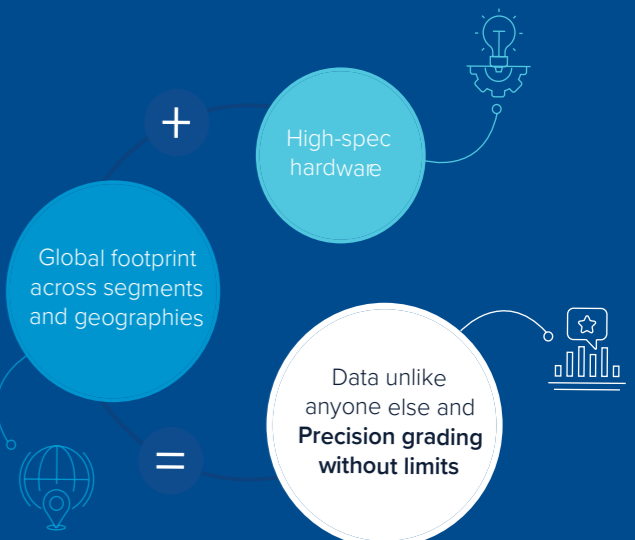 Global footprint
across segments
and geographies
+
High-spec
hardware
=
Data unlike
anyone else and
Precision grading
without limits